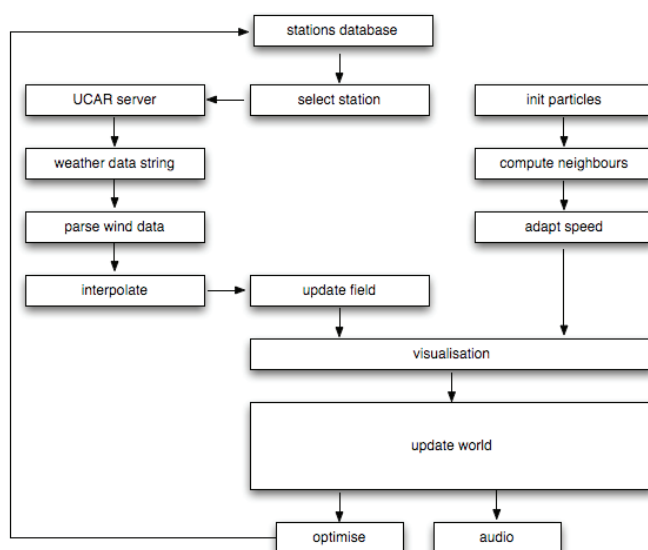 stations database
UCAR server
select station
init particles
weather data string
compute neighbours
parse wind data
adapt speed
interpolate
update field
visualisation
update world
optimise
audio